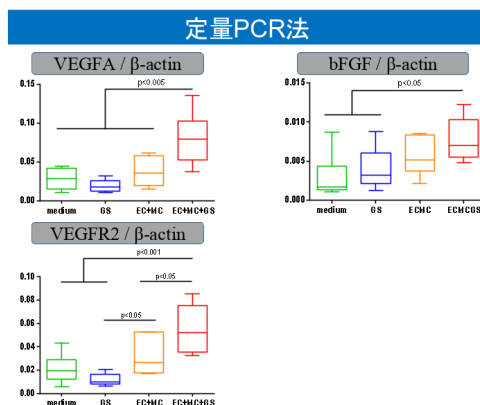 定量PCR法
VEGFA / β-actin
p<0.005
0.15
0.10
0.05
0.00
medium GS EC+MC EC+MC+GS
bFGF / β-actin
p<0.05
0.015
0.010
0.005
0.000
medium GS ECMC ECMCGS
VEGFR2 / β-actin
p<0.001
0.10
p<0.05
0.08
0.06
p<0.05
0.04
0.02
0.00
medium GS EC+MC EC+MC+GS